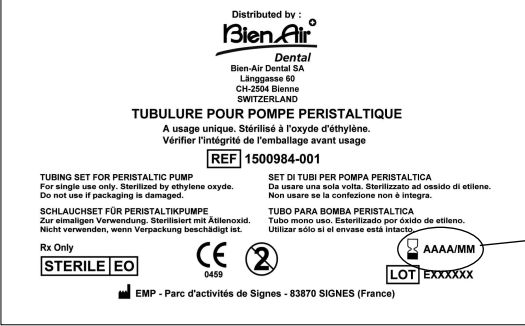 Distributed by :
Bien Air
Dental
Bien-Air Dental SA
Länggasse 60
CH-2504 Bienne
SWITZERLAND
TUBULURE POUR POMPE PERISTALTIQUE
A usage unique. Stérilisé à l'oxyde d'éthylène.
Vérifier l'intégrité de l'emballage avant usage
REF 1500984-001
TUBING SET FOR PERISTALTIC PUMP
For single use only. Sterilized by ethylene oxyde.
Do not use if packaging is damaged.
SET DI TUBI PER POMPA PERISTALTICA
Da usare una sola volta. Sterilizzato ad ossido di etilene.
Non usare se la confezione non è integra.
SCHLAUCHSET FÜR PERISTALTIKPUMPE
Zur eimaligen Verwendung. Sterilisiert mit Ätilenoxid.
Nicht verwenden, wenn Verpackung beschädigt ist.
TUBO PARA BOMBA PERISTALTICA
Tubo mono uso. Esterilizado por óxido de etileno.
Utilizar sólo si el envase está intacto.
Rx Only
STERILE EO
CE
0459
2
AAAA/MM
LOT EXXXXXX
EMP - Parc d'activités de Signes - 83870 SIGNES (France)